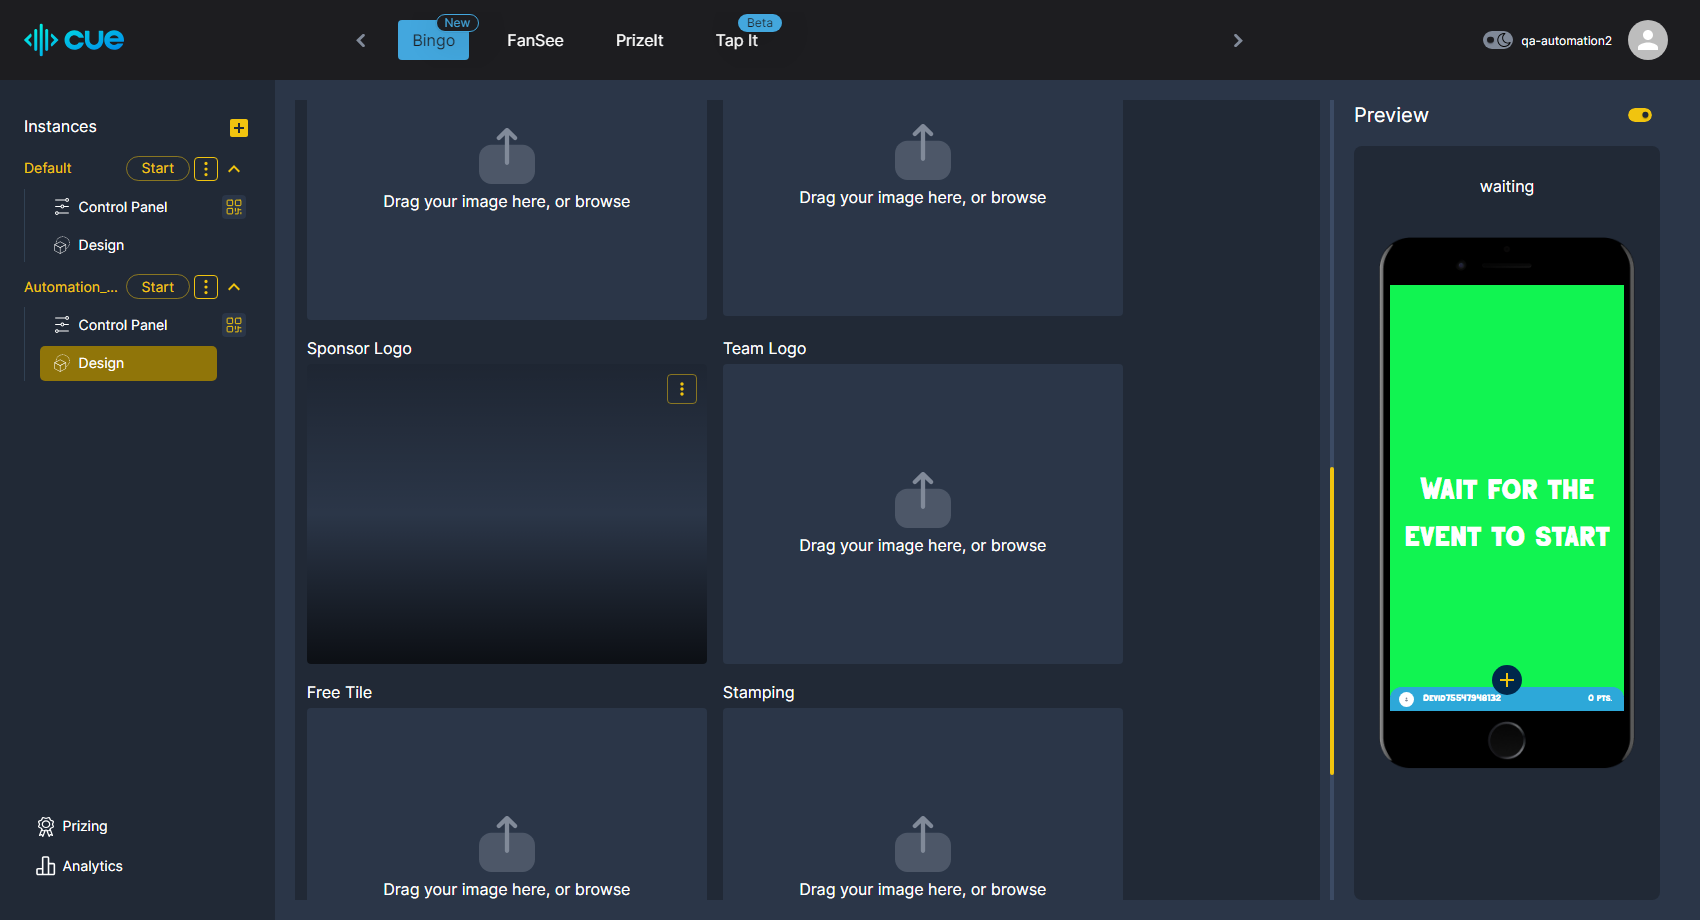 cue
Bingo
New
FanSee
PrizeIt
Tap It
Beta
qa-automation2
Instances
Default
Start
Control Panel
Design
Automation_...
Start
Control Panel
Design
Prizing
Analytics
Drag your image here, or browse
Drag your image here, or browse
Sponsor Logo
Team Logo
Drag your image here, or browse
Free Tile
Stamping
Drag your image here, or browse
Drag your image here, or browse
Preview
waiting
Wait for the
event to start
1
Devid75547940132
0 pts.